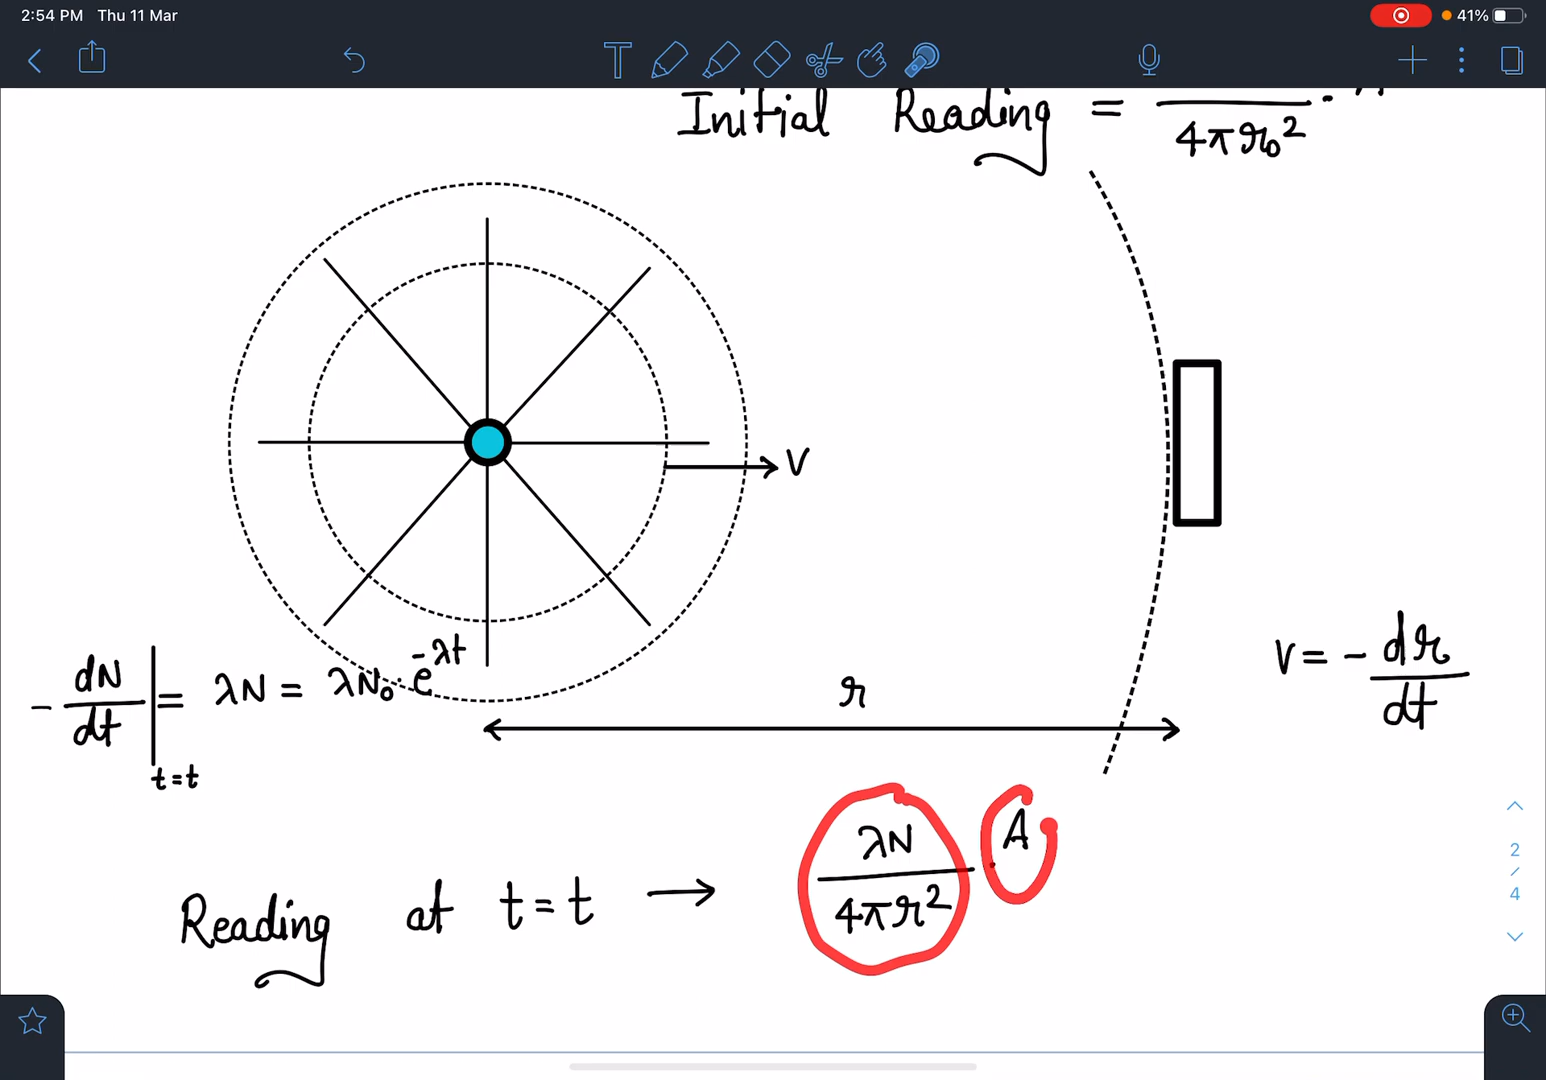 2:54 PM Thu 11 Mar
41%
T
Initial Reading =
4πr₀²
V
-dN/dt |t=t = λN = λN₀.e^-λt
r
V = - dr/dt
Reading at t=t → λN/4πr² . A
2
/
4